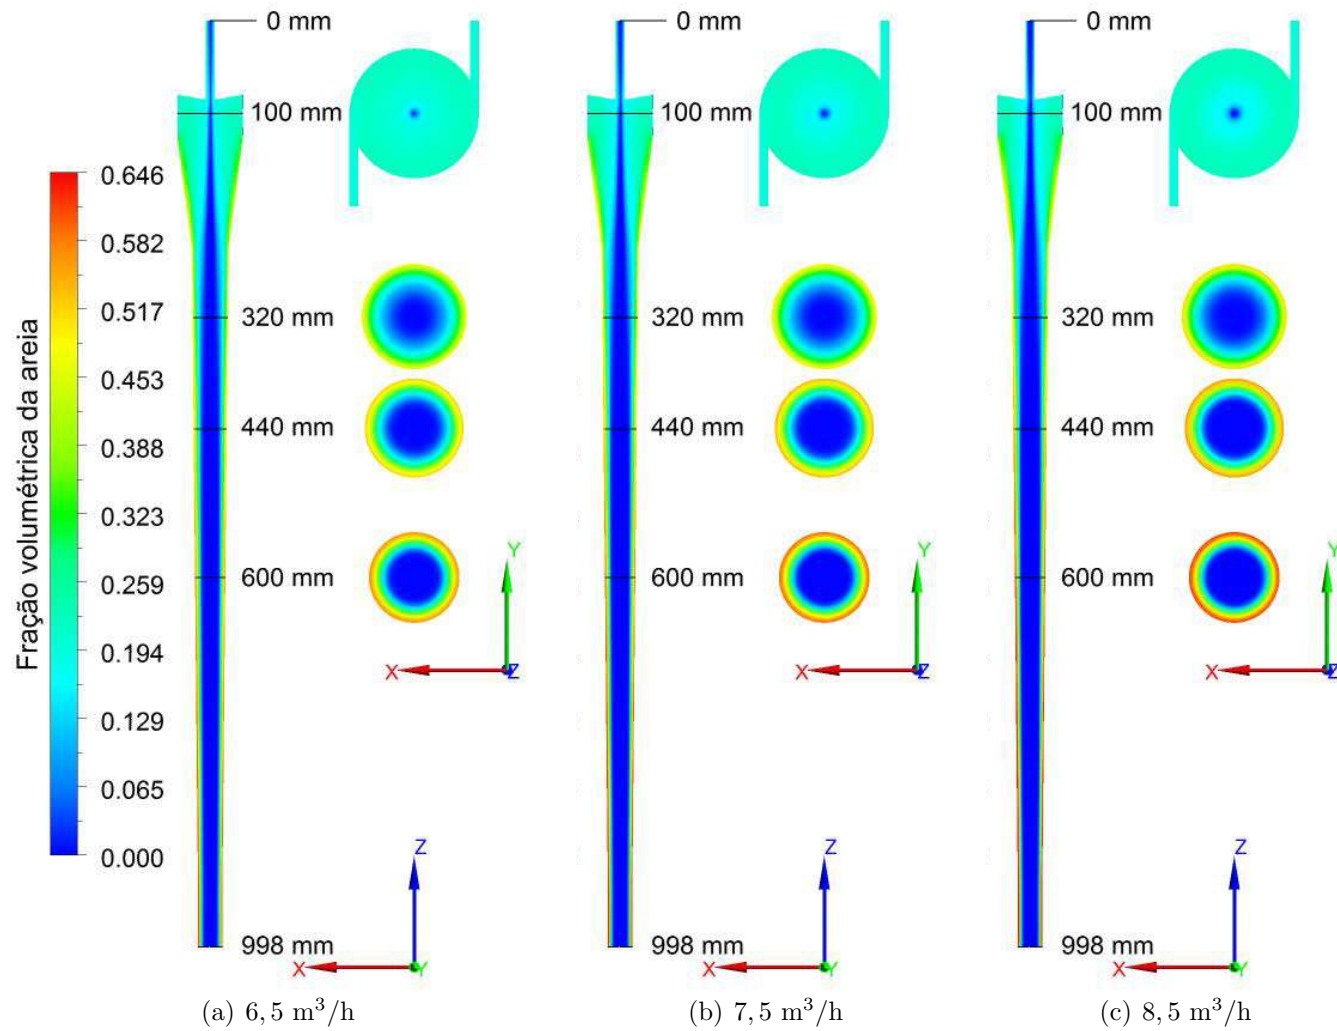 Fração volumétrica da areia
0.646
0.582
0.517
0.453
0.388
0.323
0.259
0.194
0.129
0.065
0.000
0 mm
100 mm
320 mm
440 mm
600 mm
998 mm
Y
X
Z
Z
X
Y
(a) 6,5 m³/h
0 mm
100 mm
320 mm
440 mm
600 mm
998 mm
Y
X
Z
Z
X
Y
(b) 7,5 m³/h
0 mm
100 mm
320 mm
440 mm
600 mm
998 mm
Y
X
Z
Z
X
Y
(c) 8,5 m³/h